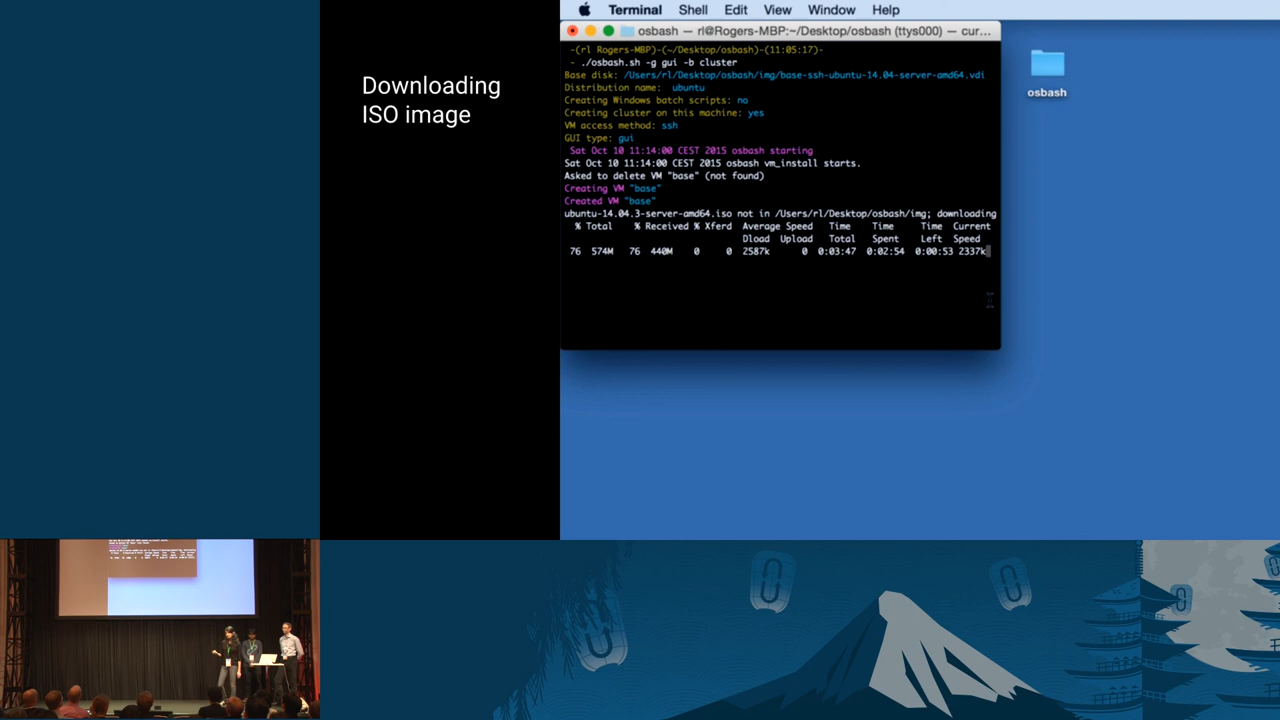 Downloading
ISO image
Terminal Shell Edit View Window Help
osbash — rl@Rogers-MBP:~/Desktop/osbash (ttys000) — cur...
-(rl Rogers-MBP)-(~/Desktop/osbash)-(11:05:17)-
- ./osbash.sh -g gui -b cluster
Base disk: /Users/rl/Desktop/osbash/img/base-ssh-ubuntu-14.04-server-amd64.vdi
Distribution name: ubuntu
Creating Windows batch scripts: no
Creating cluster on this machine: yes
VM access method: ssh
GUI type: gui
Sat Oct 10 11:14:00 CEST 2015 osbash starting
Sat Oct 10 11:14:00 CEST 2015 osbash vm_install starts.
Asked to delete VM "base" (not found)
Creating VM "base"
Created VM "base"
ubuntu-14.04.3-server-amd64.iso not in /Users/rl/Desktop/osbash/img; downloading
% Total % Received % Xferd Average Speed Time Time Time Current
Dload Upload Total Spent Left Speed
76 574M 76 440M 0 0 2587k 0 0:03:47 0:02:54 0:00:53 2337k
osbash